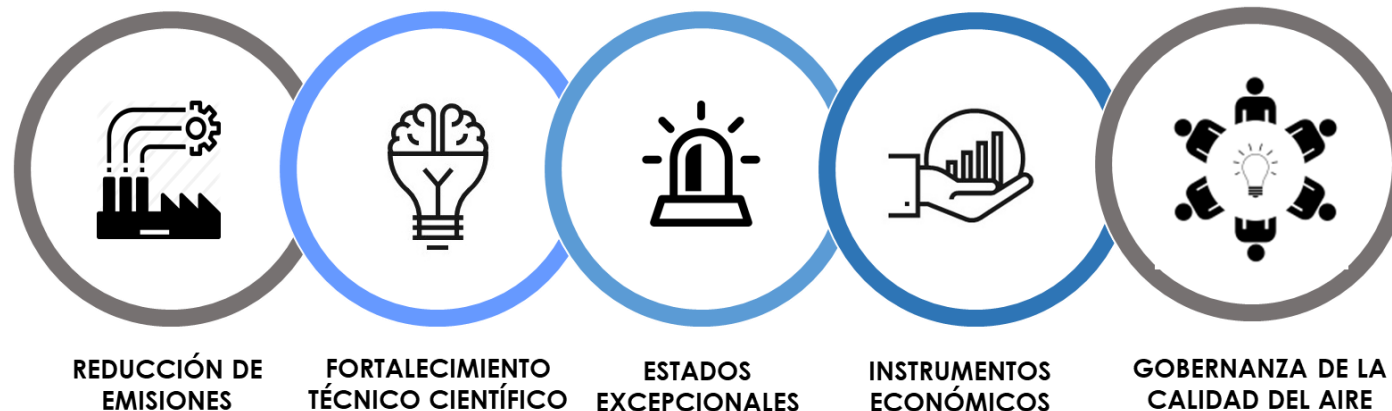 REDUCCIÓN DE
EMISIONES
FORTALECIMIENTO
TÉCNICO CIENTÍFICO
ESTADOS
EXCEPCIONALES
INSTRUMENTOS
ECONÓMICOS
GOBERNANZA DE LA
CALIDAD DEL AIRE